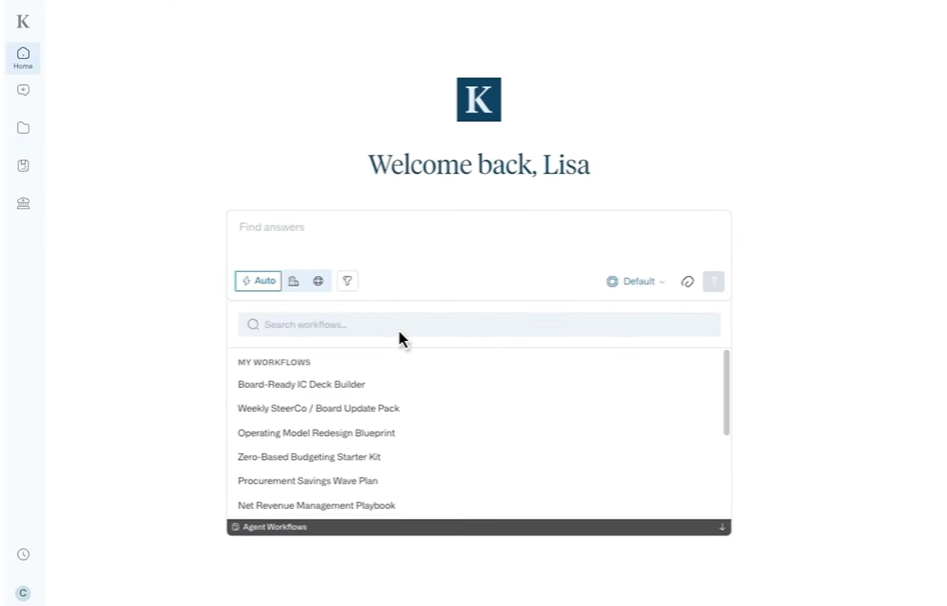 K
Home
K
Welcome back, Lisa
Find answers
Auto
Default
Search workflows...
MY WORKFLOWS
Board-Ready IC Deck Builder
Weekly SteerCo / Board Update Pack
Operating Model Redesign Blueprint
Zero-Based Budgeting Starter Kit
Procurement Savings Wave Plan
Net Revenue Management Playbook
Agent Workflows
C